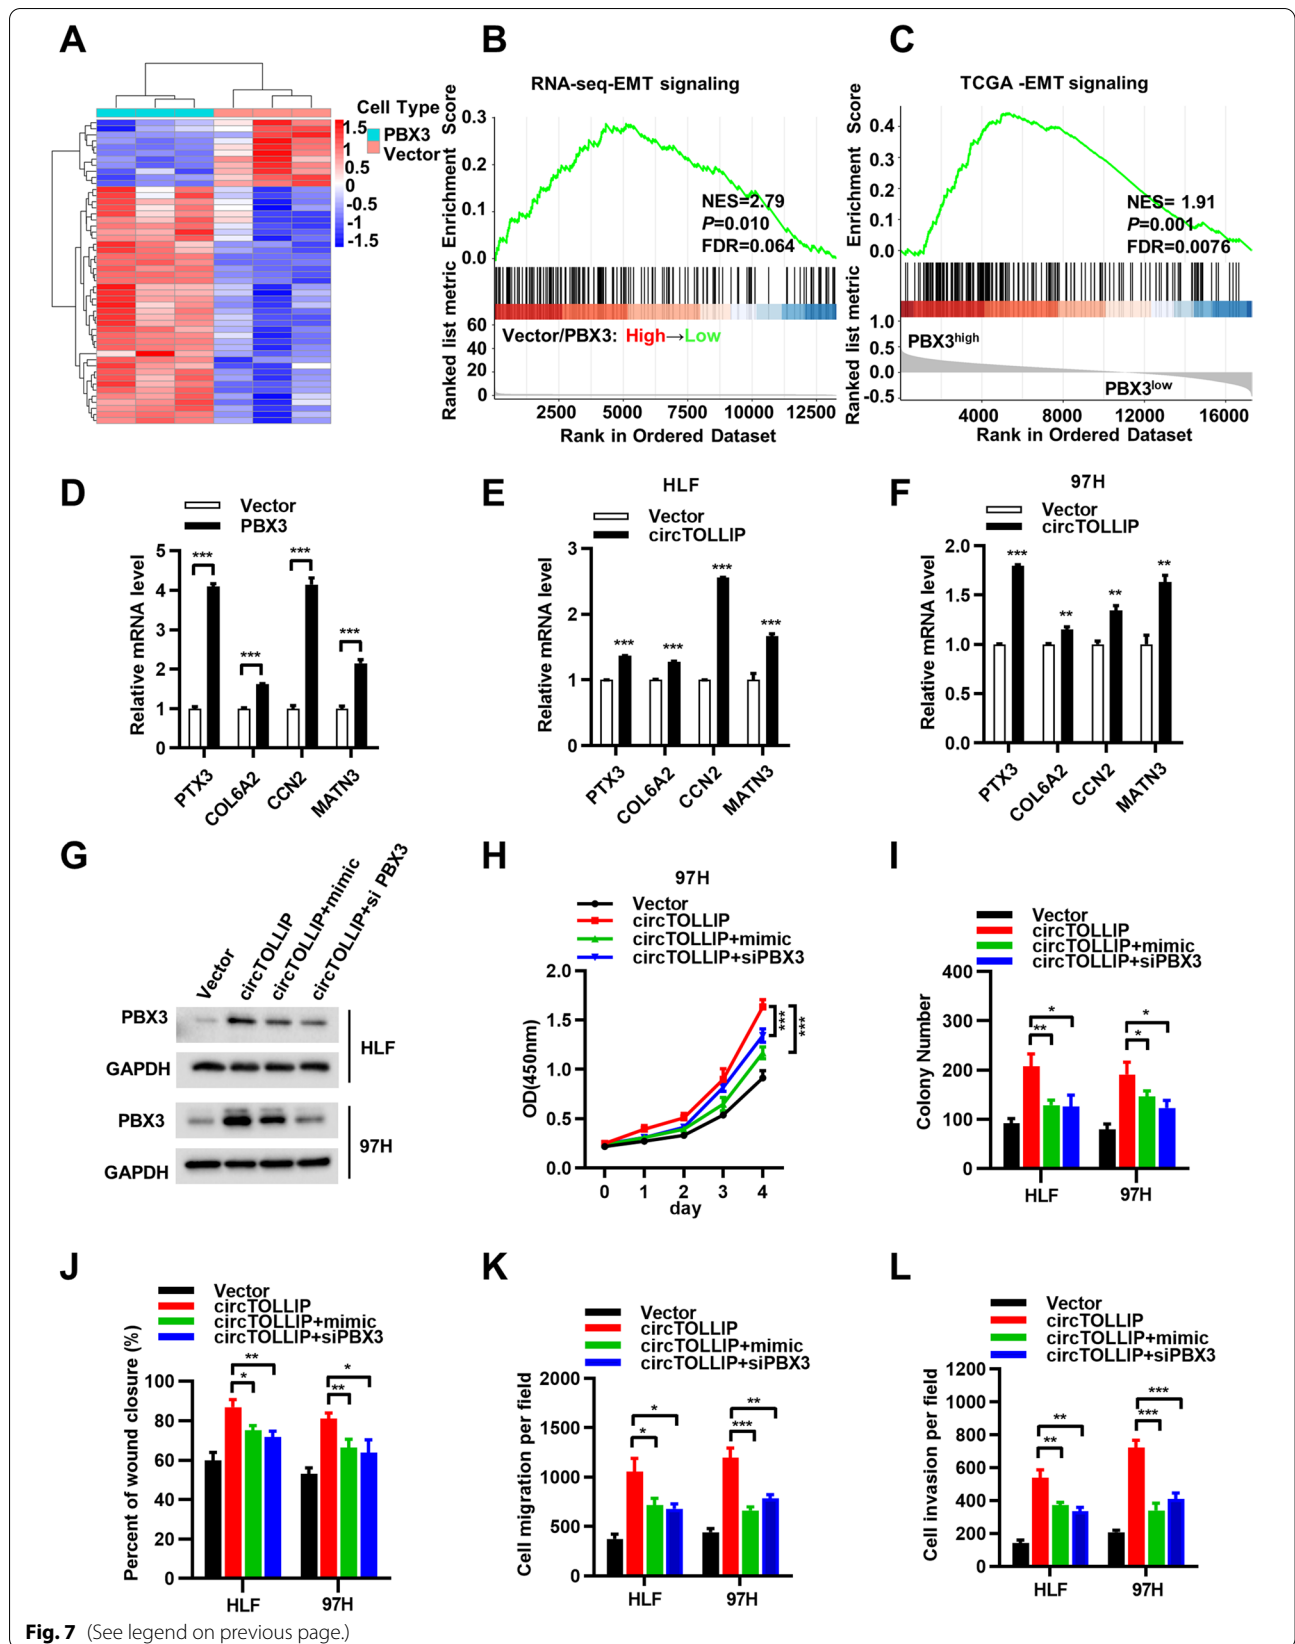 A
Cell Type
PBX3
Vector
1.5
1
0.5
0
-0.5
-1
-1.5
B
RNA-seq-EMT signaling
Enrichment Score
0.3
0.2
0.1
0.0
NES=2.79
P=0.010
FDR=0.064
Ranked list metric
60
40
20
0
Vector/PBX3: High→Low
2500 5000 7500 10000 12500
Rank in Ordered Dataset
C
TCGA -EMT signaling
Enrichment Score
0.4
0.3
0.2
0.1
0.0
NES= 1.91
P=0.001
FDR=0.0076
Ranked list metric
1.0
0.5
0.0
-0.5
PBX3high
PBX3low
4000 8000 12000 16000
Rank in Ordered Dataset
D
Vector
PBX3
Relative mRNA level
5
4
3
2
1
0
*** *** *** ***
PTX3 COL6A2 CCN2 MATN3
E
HLF
Vector
circTOLLIP
Relative mRNA level
3
2
1
0
*** *** *** ***
PTX3 COL6A2 CCN2 MATN3
F
97H
Vector
circTOLLIP
Relative mRNA level
2.0
1.5
1.0
0.5
0.0
*** ** ** **
PTX3 COL6A2 CCN2 MATN3
G
Vector
circTOLLIP
circTOLLIP+mimic
circTOLLIP+si PBX3
PBX3
GAPDH
HLF
PBX3
GAPDH
97H
H
97H
Vector
circTOLLIP
circTOLLIP+mimic
circTOLLIP+siPBX3
OD(450nm)
2.0
1.5
1.0
0.5
0.0
*** ***
0 1 2 3 4
day
I
Vector
circTOLLIP
circTOLLIP+mimic
circTOLLIP+siPBX3
Colony Number
400
300
200
100
0
* **
* *
HLF 97H
J
Vector
circTOLLIP
circTOLLIP+mimic
circTOLLIP+siPBX3
Percent of wound closure (%)
100
80
60
40
20
0
** *
* **
HLF 97H
K
Vector
circTOLLIP
circTOLLIP+mimic
circTOLLIP+siPBX3
Cell migration per field
2000
1500
1000
500
0
* *
** ***
HLF 97H
L
Vector
circTOLLIP
circTOLLIP+mimic
circTOLLIP+siPBX3
Cell invasion per field
1200
1000
800
600
400
200
0
** **
*** ***
HLF 97H
Fig. 7 (See legend on previous page.)